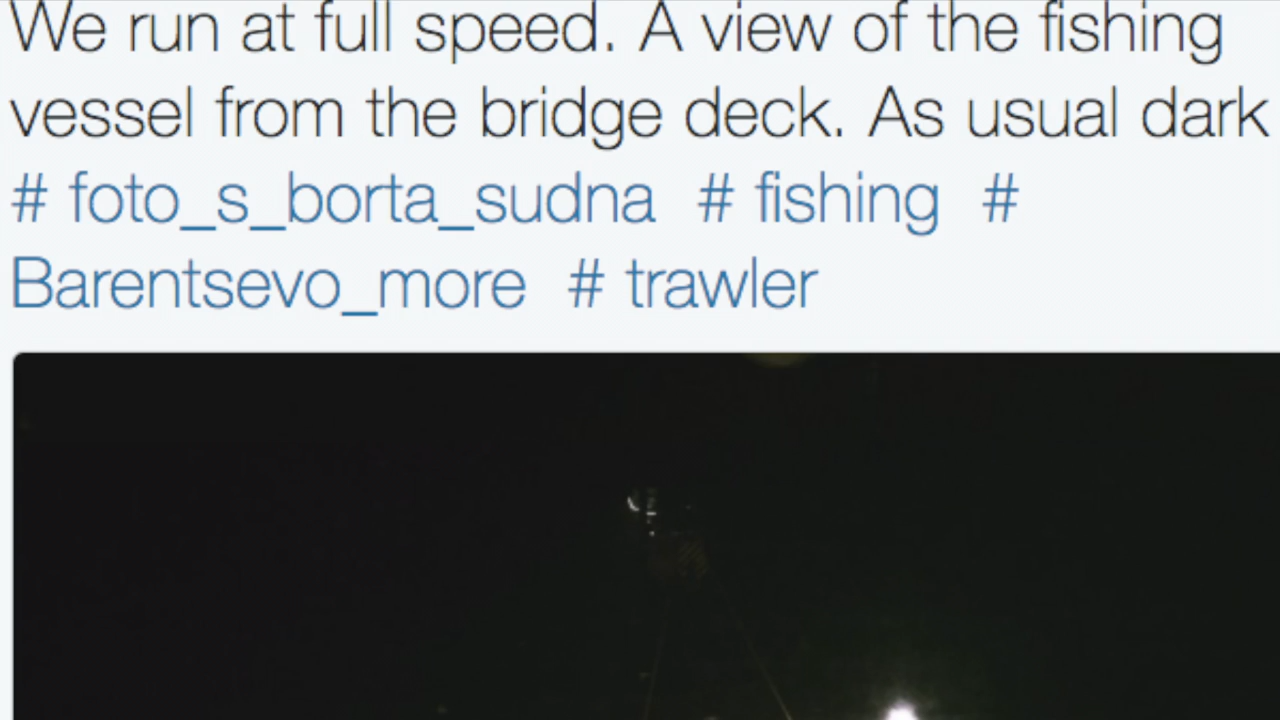 We run at full speed. A view of the fishing
vessel from the bridge deck. As usual dark
# foto_s_borta_sudna # fishing #
Barentsevo_more # trawler